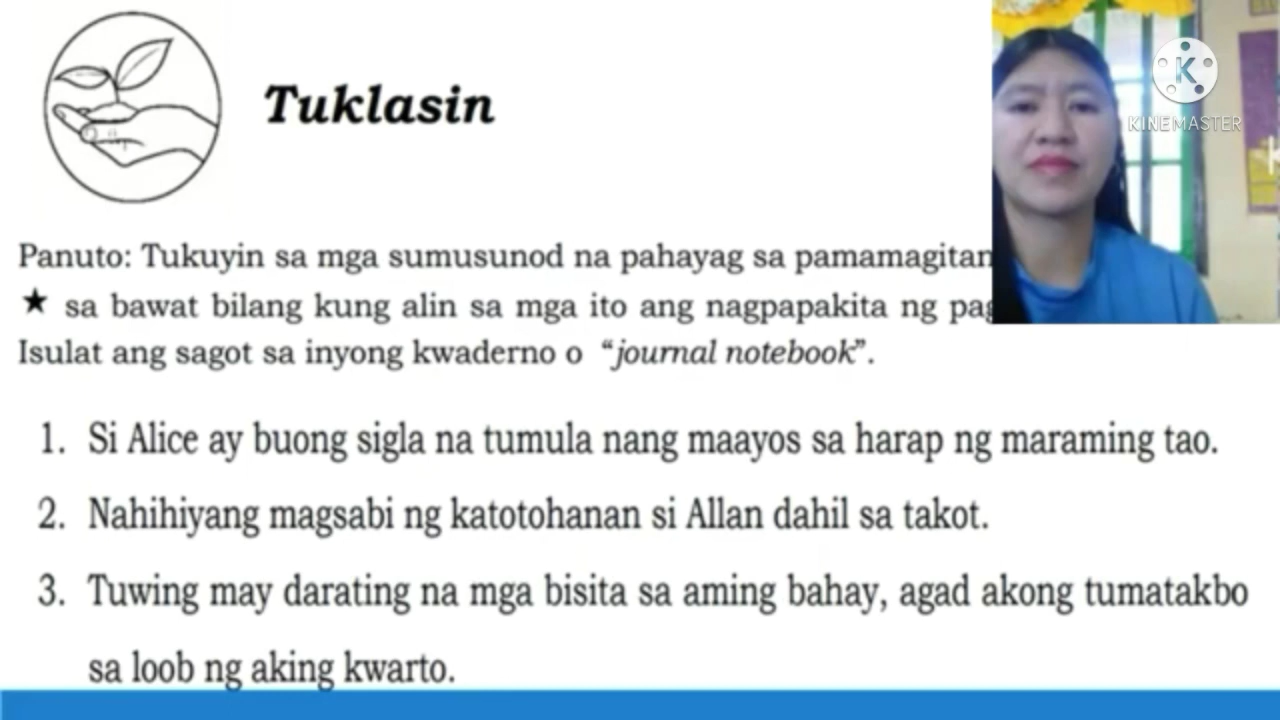 Tuklasin
KINEMASTER
Panuto: Tukuyin sa mga sumusunod na pahayag sa pamamagitan
★ sa bawat bilang kung alin sa mga ito ang nagpapakita ng
Isulat ang sagot sa inyong kwaderno o “journal notebook”.
1. Si Alice ay buong sigla na tumula nang maayos sa harap ng maraming tao.
2. Nahihiyang magsabi ng katotohanan si Allan dahil sa takot.
3. Tuwing may darating na mga bisita sa aming bahay, agad akong tumatakbo
sa loob ng aking kwarto.